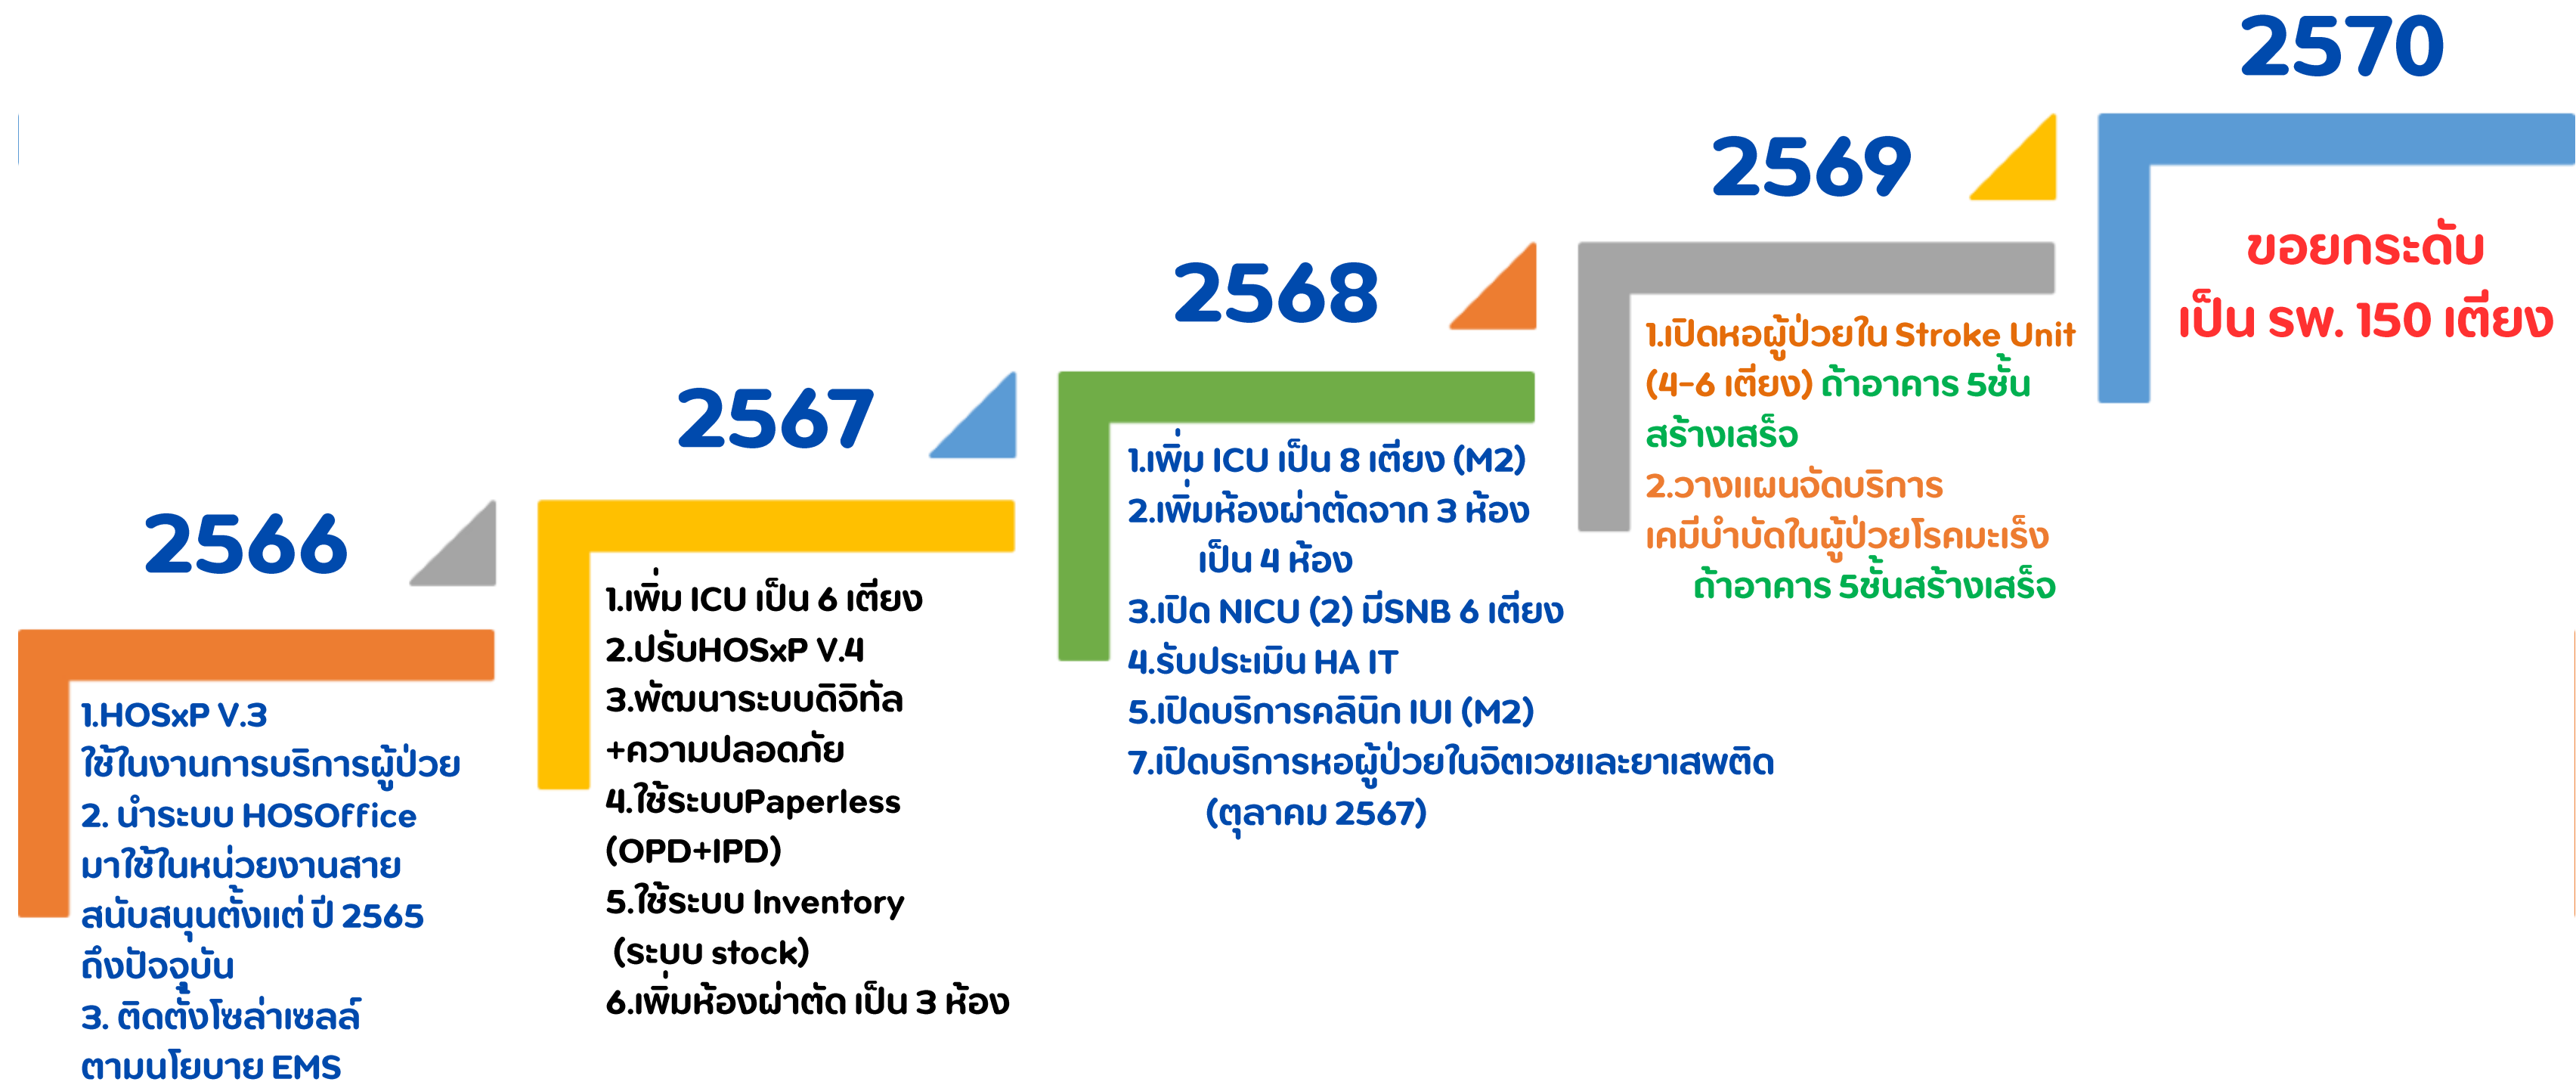 2566
1.HOSxP V.3
ใช้ในงานการบริการผู้ป่วย
2. นำระบบ HOSOffice
มาใช้ในหน่วยงานสาย
สนับสนุนตั้งแต่ ปี 2565
ถึงปัจจุบัน
3. ติดตั้งโซล่าเซลล์
ตามนโยบาย EMS
2567
1.เพิ่ม ICU เป็น 6 เตียง
2.ปรับHOSxP V.4
3.พัฒนาระบบดิจิทัล
+ความปลอดภัย
4.ใช้ระบบPaperless
(OPD+IPD)
5.ใช้ระบบ Inventory
(ระบบ stock)
6.เพิ่มห้องผ่าตัด เป็น 3 ห้อง
2568
1.เพิ่ม ICU เป็น 8 เตียง (M2)
2.เพิ่มห้องผ่าตัดจาก 3 ห้อง
เป็น 4 ห้อง
3.เปิด NICU (2) มีSNB 6 เตียง
4.รับประเมิน HA IT
5.เปิดบริการคลินิก IUI (M2)
7.เปิดบริการหอผู้ป่วยในจิตเวชและยาเสพติด
(ตุลาคม 2567)
2569
1.เปิดหอผู้ป่วยใน Stroke Unit
(4-6 เตียง) ถ้าอาคาร 5ชั้น
สร้างเสร็จ
2.วางแผนจัดบริการ
เคมีบำบัดในผู้ป่วยโรคมะเร็ง
ถ้าอาคาร 5ชั้นสร้างเสร็จ
2570
ขอยกระดับ
เป็น รพ. 150 เตียง